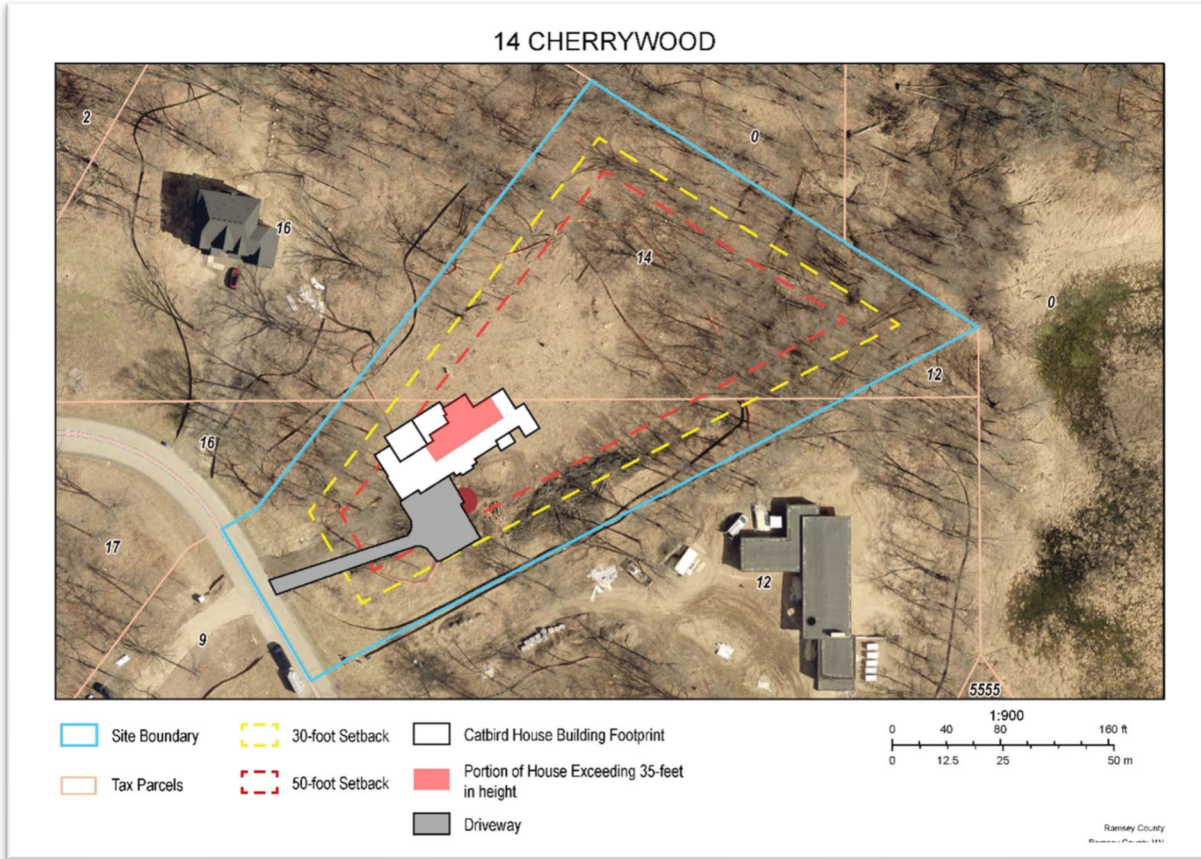 14 CHERRYWOOD
2
0
16
14
0
12
16
17
12
9
5555
Site Boundary
30-foot Setback
Catbird House Building Footprint
1:900
0 40 80 160 ft
0 12.5 25 50 m
Tax Parcels
50-foot Setback
Portion of House Exceeding 35-feet
in height
Driveway
Ramsey County